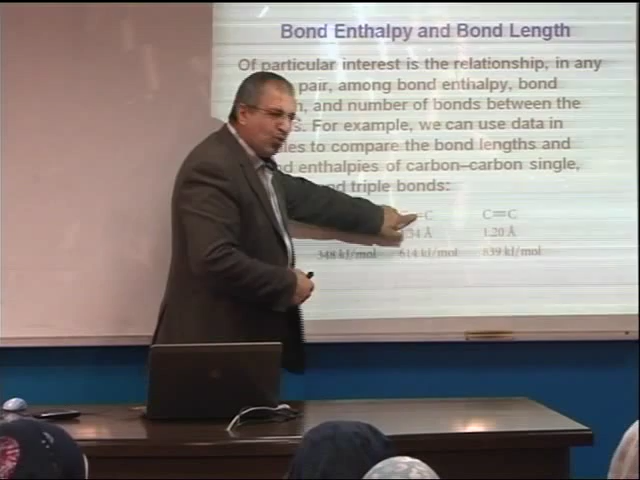 Bond Enthalpy and Bond Length
Of particular interest is the relationship, in any
pair, among bond enthalpy, bond
and number of bonds between the
For example, we can use data in
to compare the bond lengths and
enthalpies of carbon–carbon single,
triple bonds:
C C≡C
1.20 Å
348 kJ/mol 614 kJ/mol 839 kJ/mol